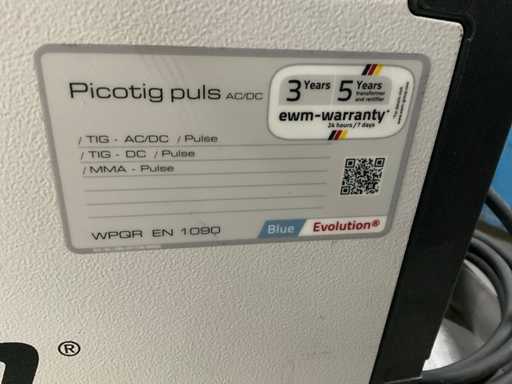 Picotig puls AC/DC
3 Years 5 Years
transformer
and rectifier
ewm-warranty*
24 hours / 7 days
/ TIG - AC/DC / Pulse
/ TIG - DC / Pulse
/ MMA - Pulse
WPQR EN 1090
Blue Evolution®
®